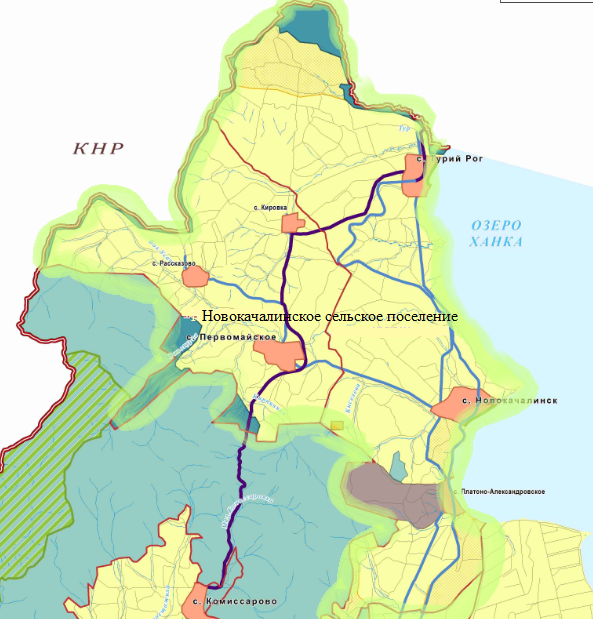 КНР
с. Турий Рог
с. Кировка
ОЗЕРО
ХАНКА
с. Рассказово
Новокачалинское сельское поселение
с. Первомайское
с. Новокачалинск
с. Платоно-Александровское
с. Комиссарово